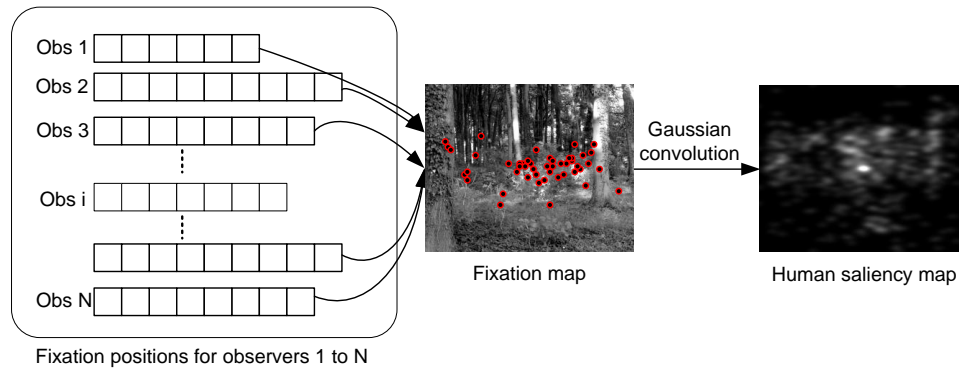 Obs 1
Obs 2
Obs 3
Obs i
Obs N
Fixation positions for observers 1 to N
Fixation map
Gaussian
convolution
Human saliency map